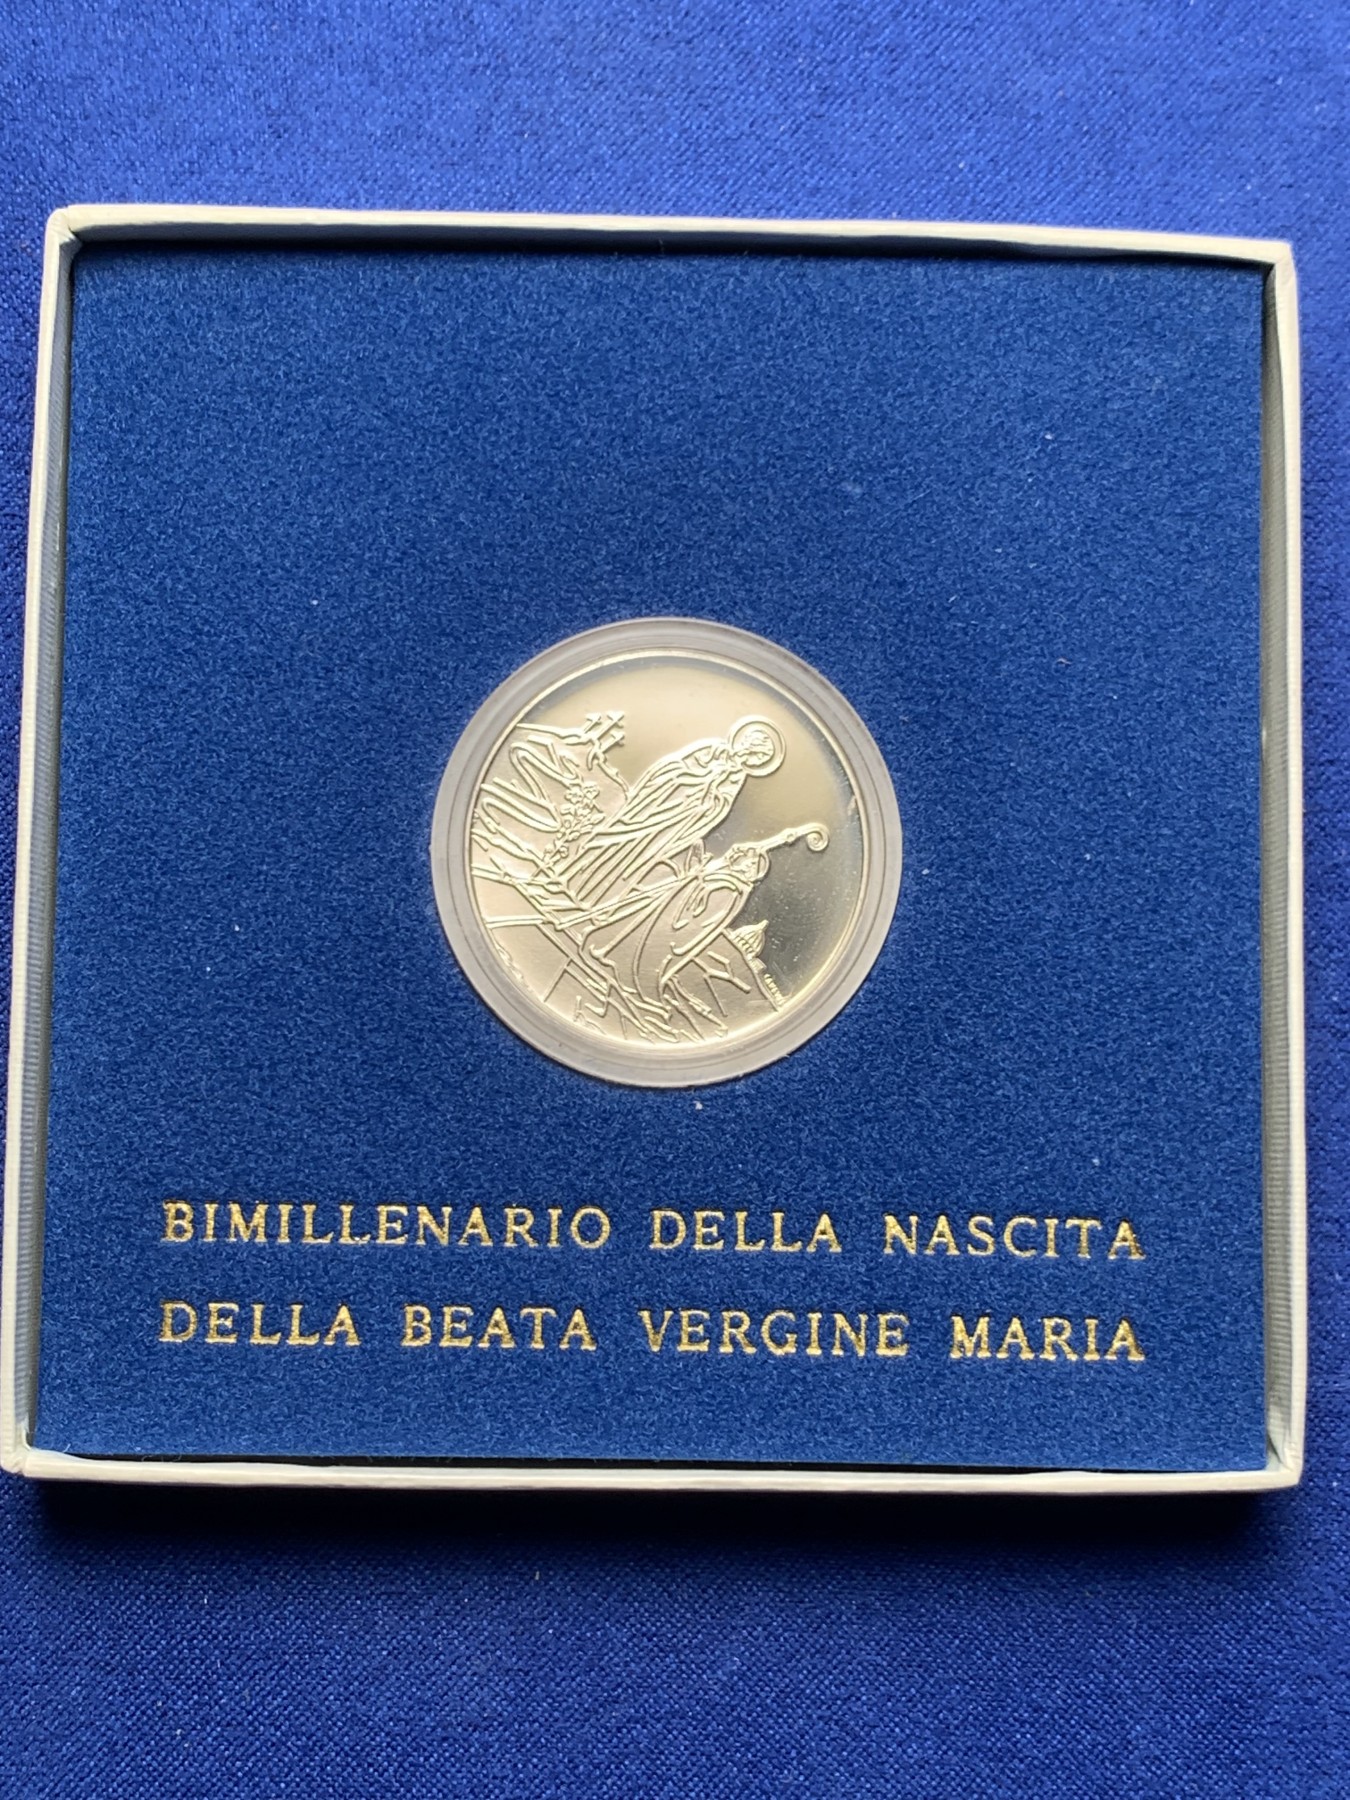 BIMILLENARIO DELLA NASCITA
DELLA BEATA VERGINE MARIA